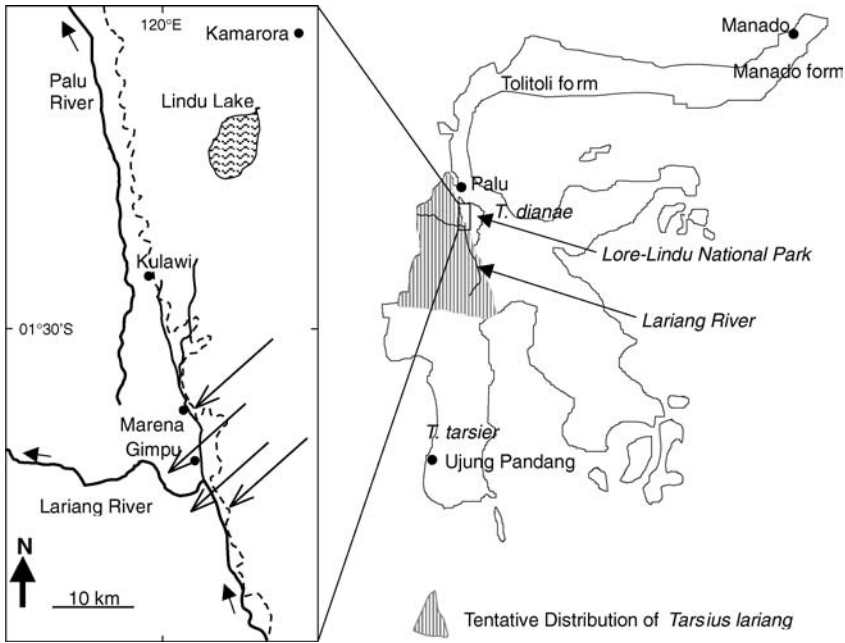 120°E
Kamarora
Palu
River
Lindu Lake
Kulawi
01°30'S
Marena
Gimpu
Lariang River
N
10 km
Manado
Manado form
Tolitoli form
Palu
T. dianae
Lore-Lindu National Park
Lariang River
T. tarsier
Ujung Pandang
Tentative Distribution of Tarsius lariang